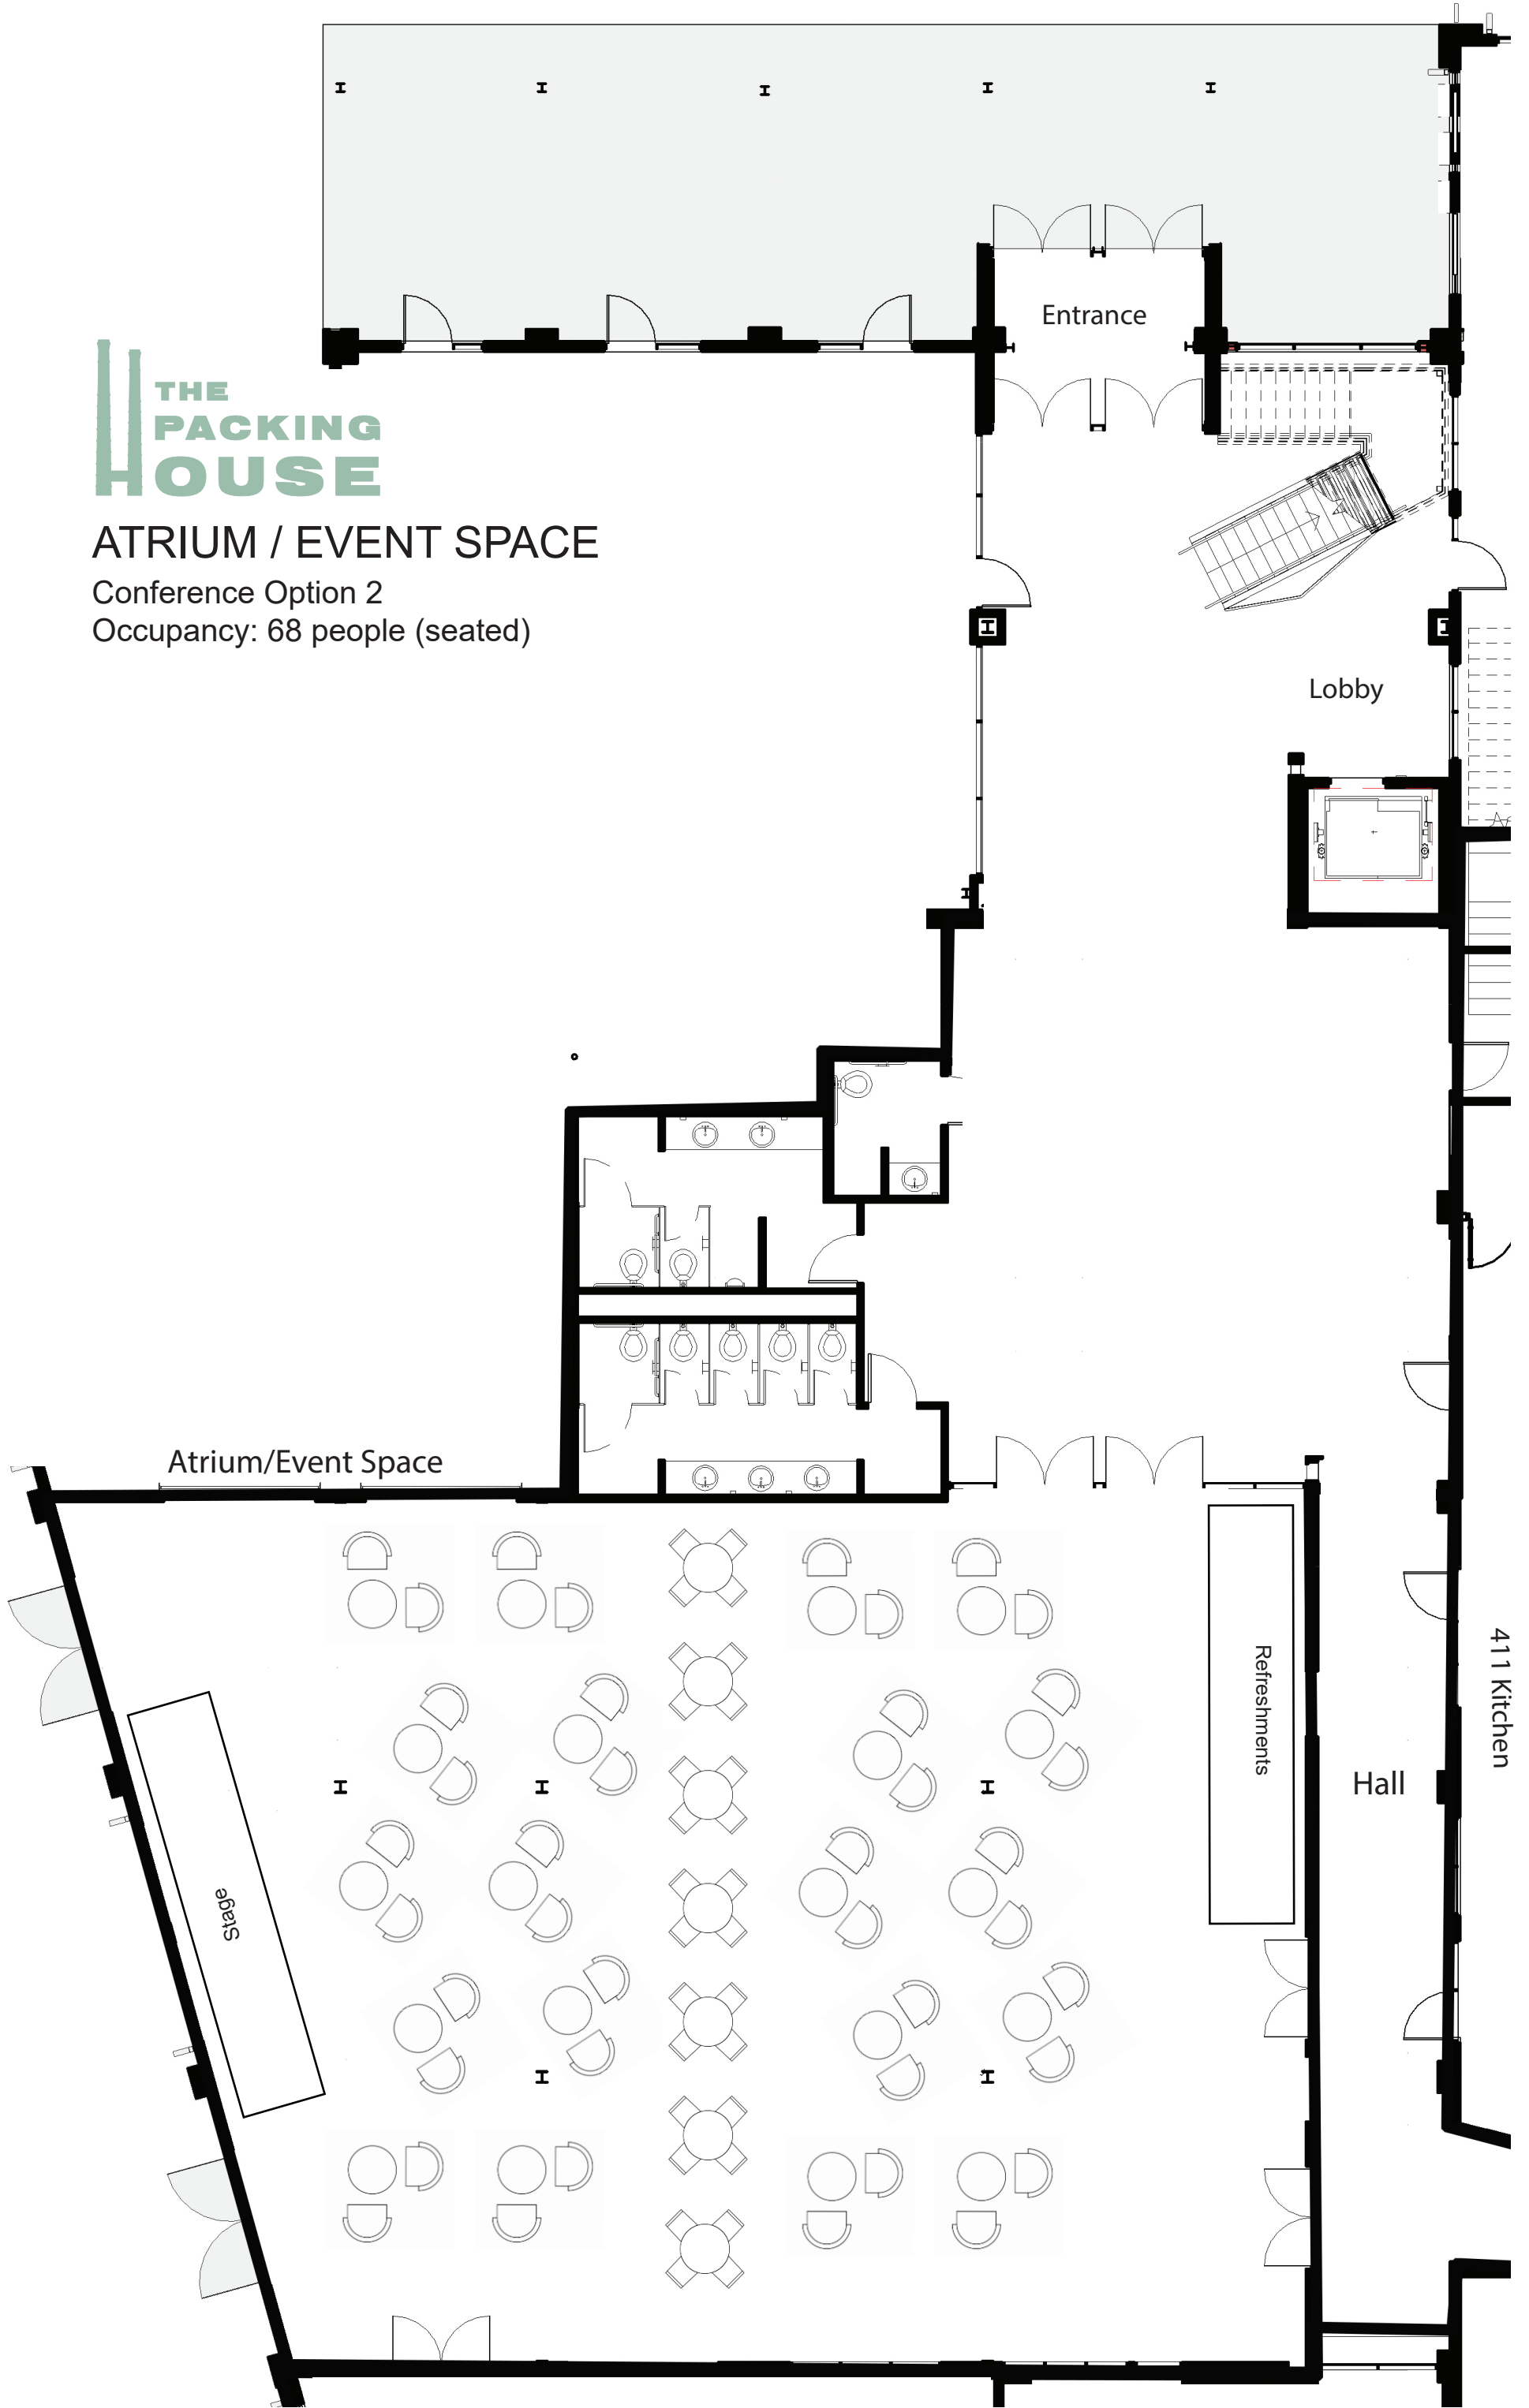 Entrance
THE
PACKING
HOUSE
ATRIUM / EVENT SPACE
Conference Option 2
Occupancy: 68 people (seated)
Lobby
Atrium/Event Space
Refreshments
411 Kitchen
Hall
Stage